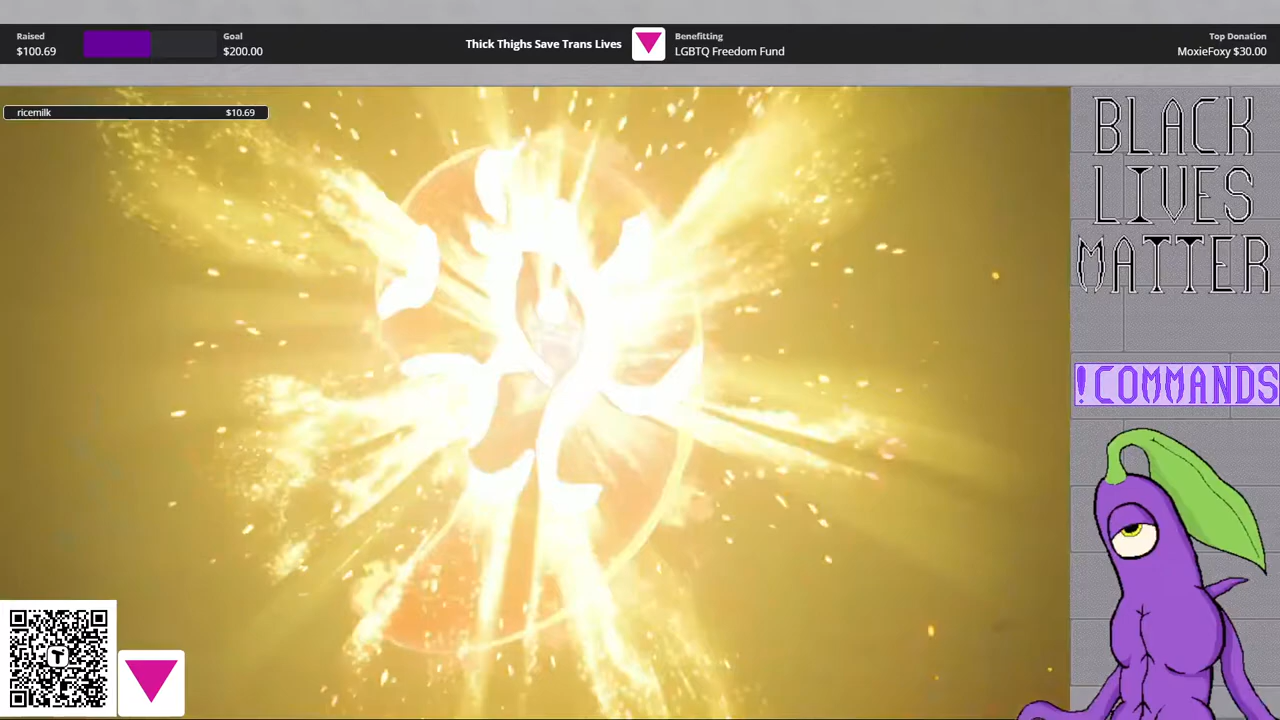 Raised
$100.69
Goal
$200.00
Thick Thighs Save Trans Lives
Benefitting
LGBTQ Freedom Fund
Top Donation
MoxieFoxy $30.00
ricemilk $10.69
BLACK
LIVES
MATTER
!COMMANDS
T